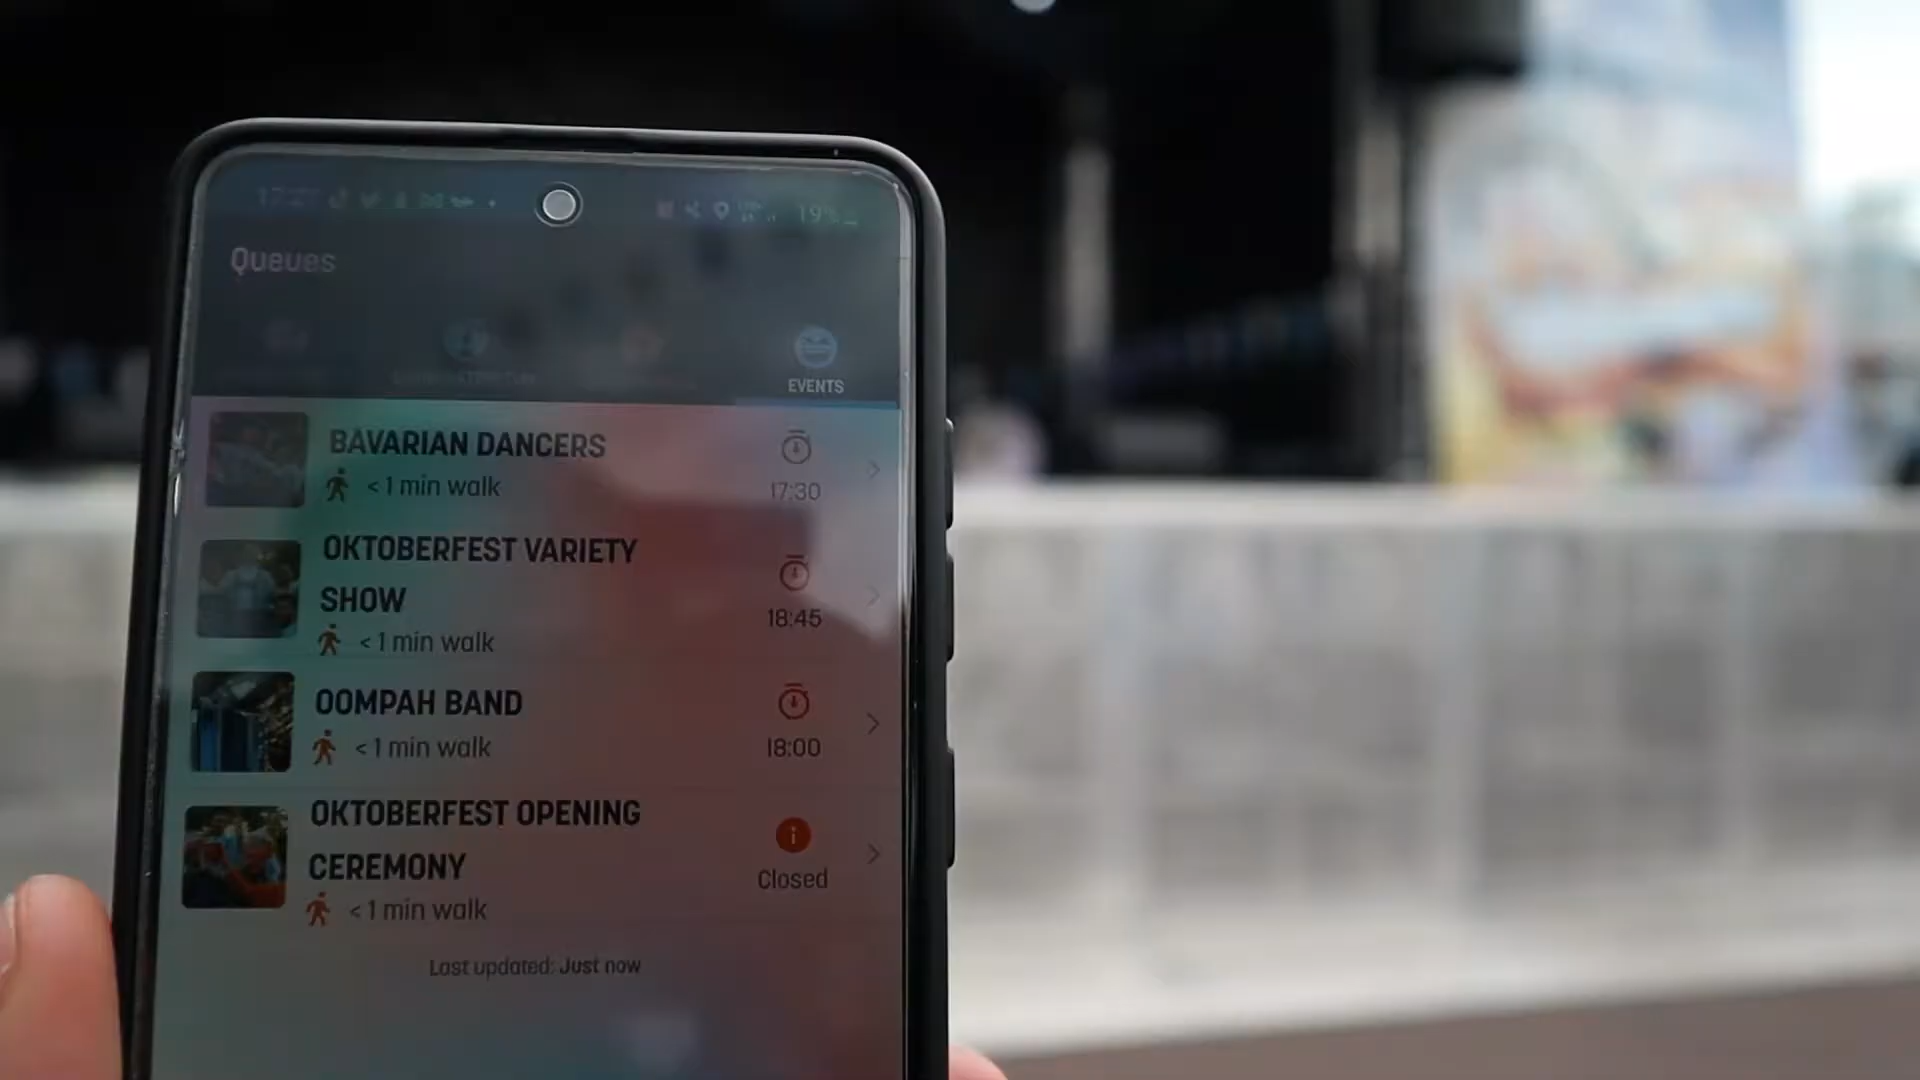 19%
Queues
EVENTS
BAVARIAN DANCERS
< 1 min walk
17:30
OKTOBERFEST VARIETY
SHOW
< 1 min walk
18:45
OOMPAH BAND
< 1 min walk
18:00
OKTOBERFEST OPENING
CEREMONY
< 1 min walk
Closed
Last updated: Just now